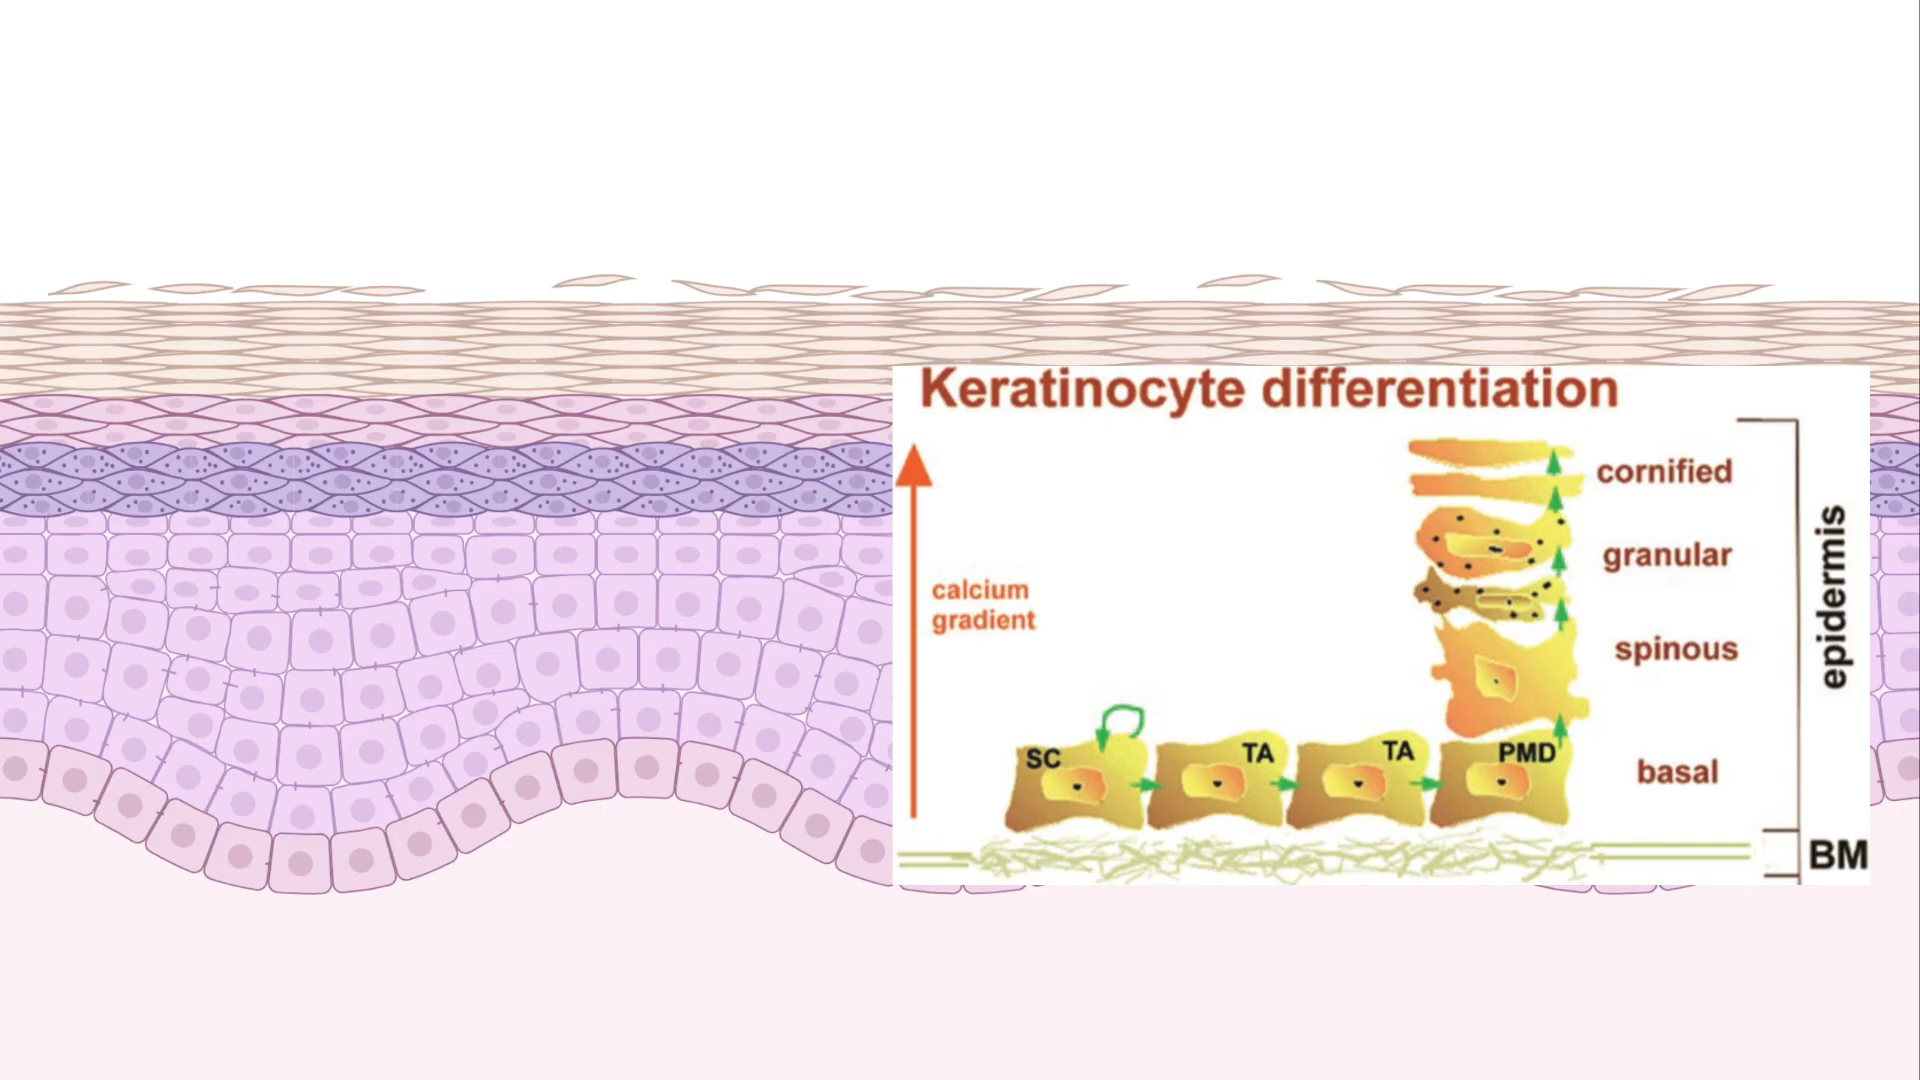 Keratinocyte differentiation
cornified
granular
calcium
gradient
spinous
epidermis
SC
TA
TA
PMD
basal
BM